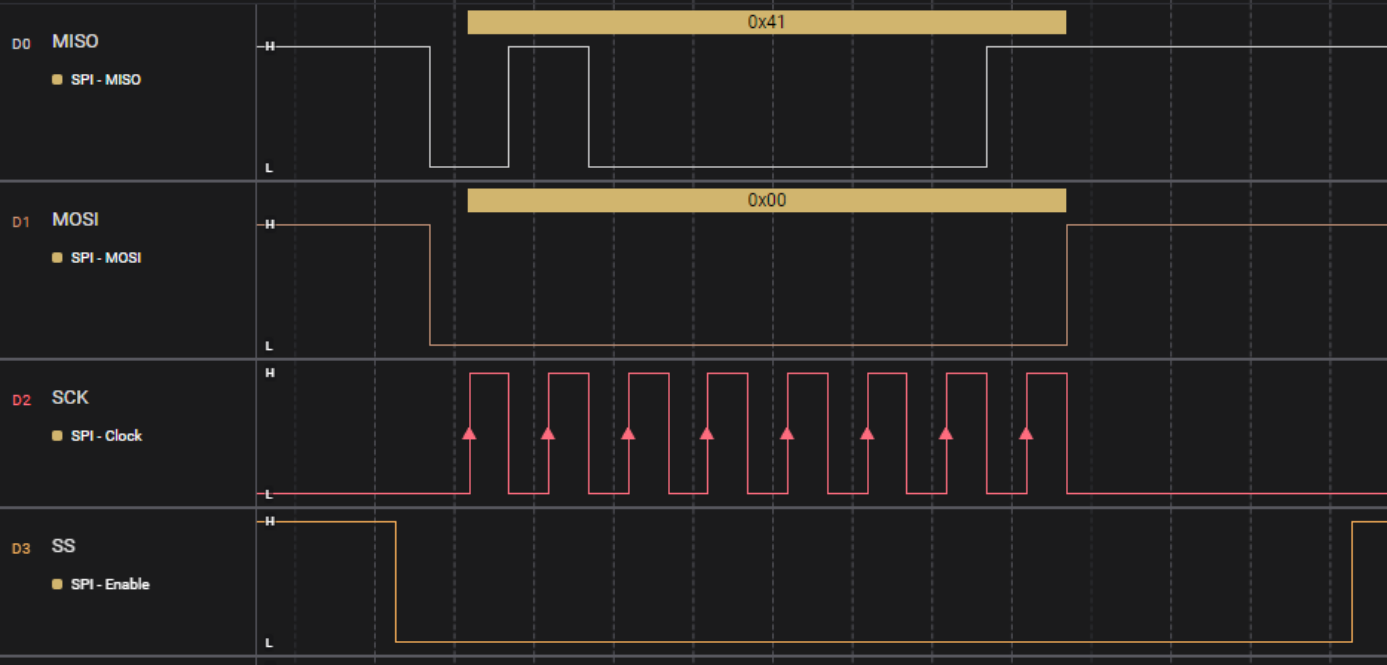 0x41
D0 MISO
H
SPI - MISO
L
0x00
D1 MOSI
H
SPI - MOSI
L
H
D2 SCK
SPI - Clock
L
H
D3 SS
SPI - Enable
L